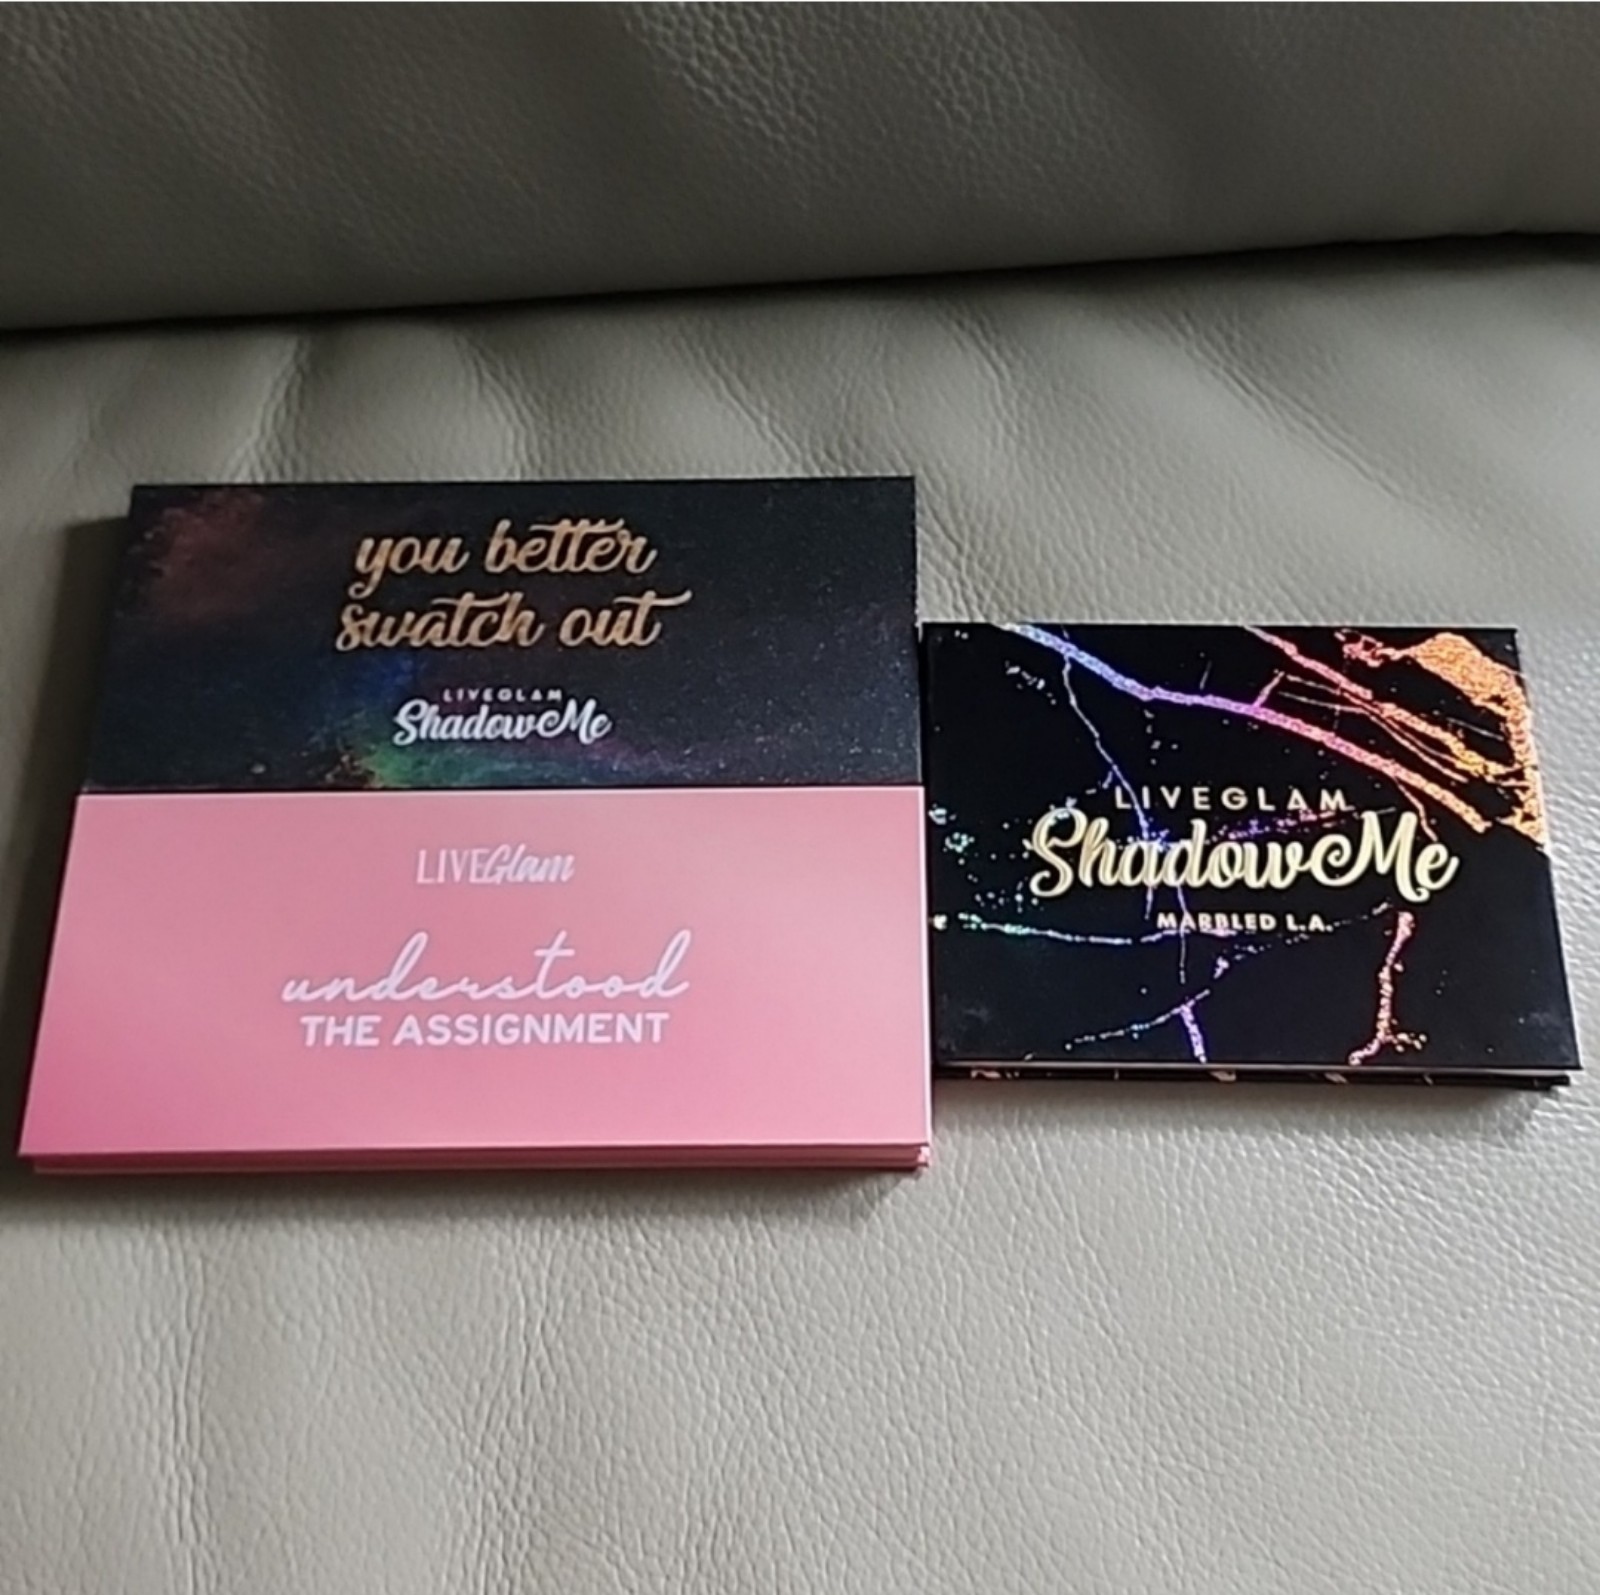 you better
swatch out
LIVEGLAM
ShadowMe
LIVEGlam
understood
THE ASSIGNMENT
LIVEGLAM
ShadowMe
MARBLED L.A.